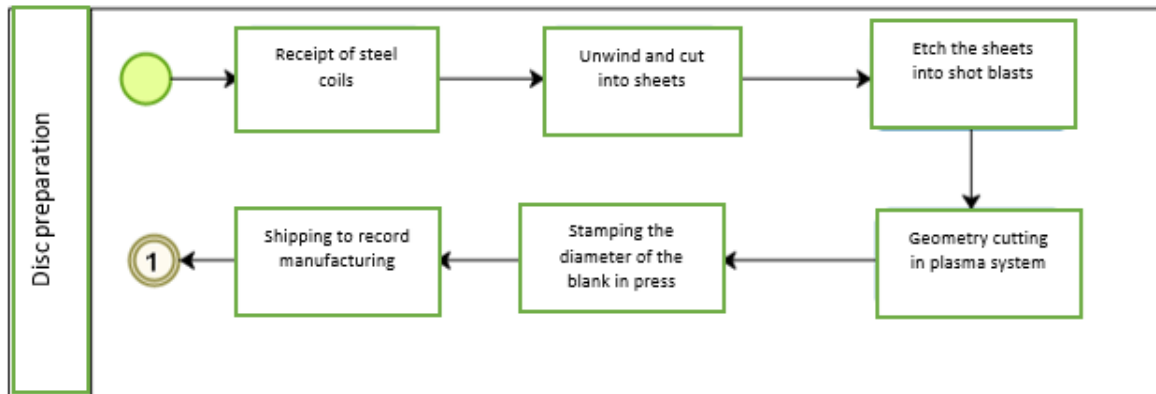 Disc preparation
Receipt of steel
coils
Unwind and cut
into sheets
Etch the sheets
into shot blasts
Geometry cutting
in plasma system
Stamping the
diameter of the
blank in press
Shipping to record
manufacturing
1